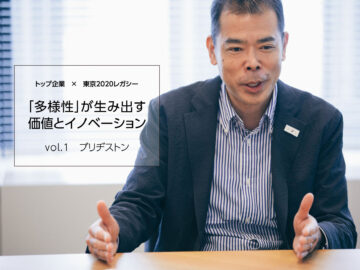 トップ企業 × 東京2020レガシー
「多様性」が生み出す
価値とイノベーション
vol.1 ブリヂストン